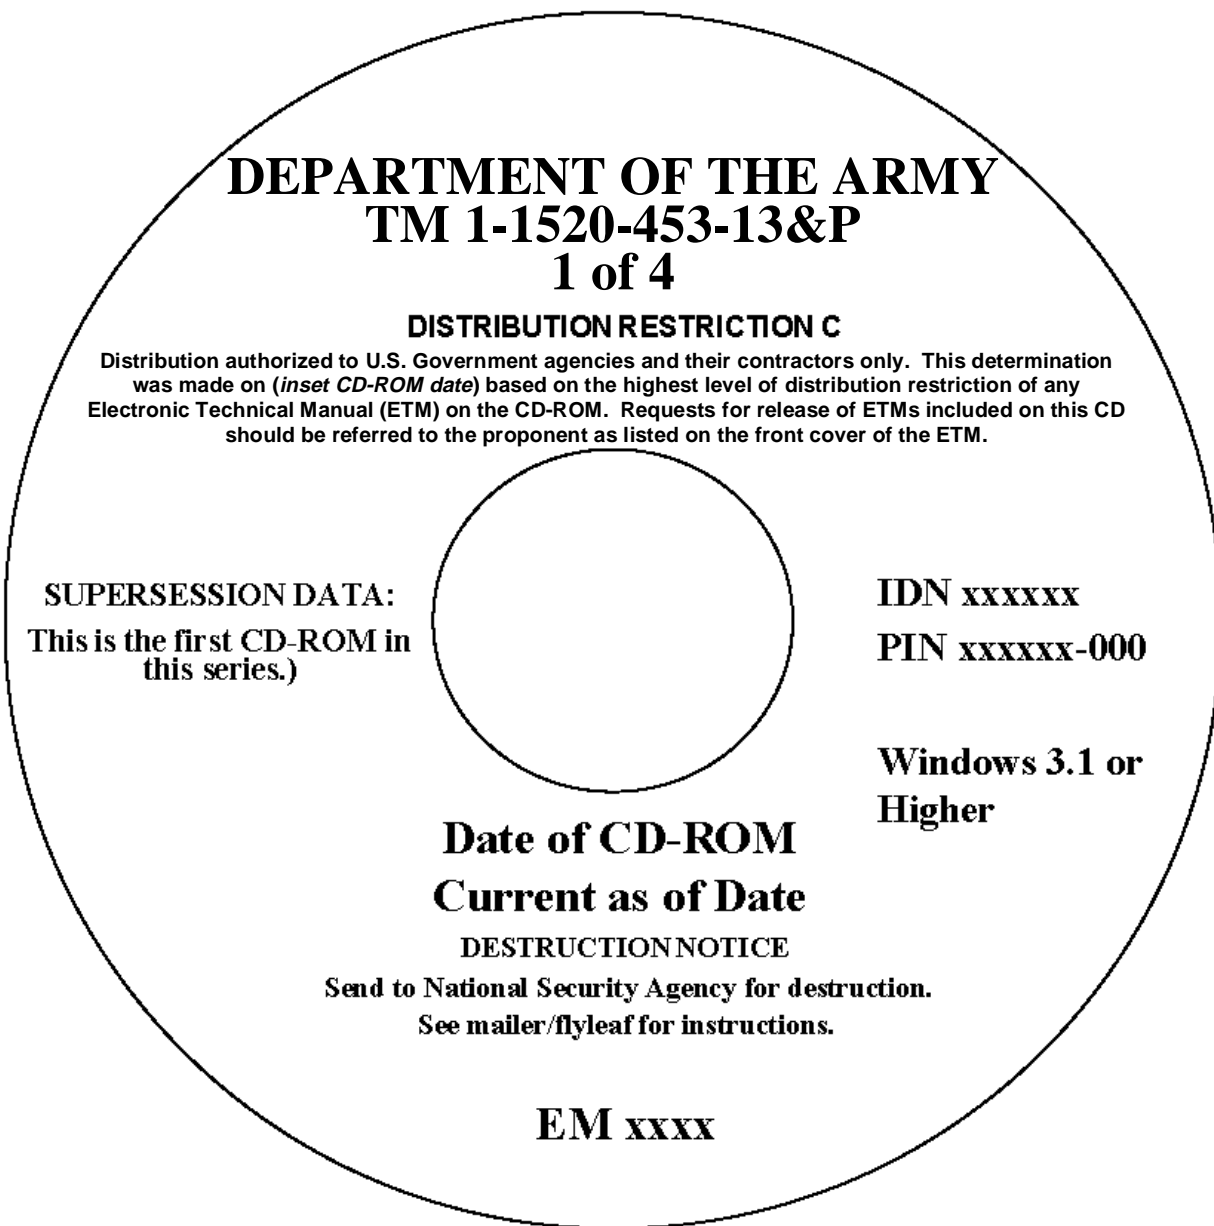 DEPARTMENT OF THE ARMY
TM 1-1520-453-13&P
1 of 4
DISTRIBUTION RESTRICTION C
Distribution authorized to U.S. Government agencies and their contractors only. This determination
was made on (inset CD-ROM date) based on the highest level of distribution restriction of any
Electronic Technical Manual (ETM) on the CD-ROM. Requests for release of ETMs included on this CD
should be referred to the proponent as listed on the front cover of the ETM.
SUPERSESSION DATA:
This is the first CD-ROM in
this series.)
IDN xxxxxx
PIN xxxxxx-000
Windows 3.1 or
Higher
Date of CD-ROM
Current as of Date
DESTRUCTION NOTICE
Send to National Security Agency for destruction.
See mailer/flyleaf for instructions.
EM xxxx